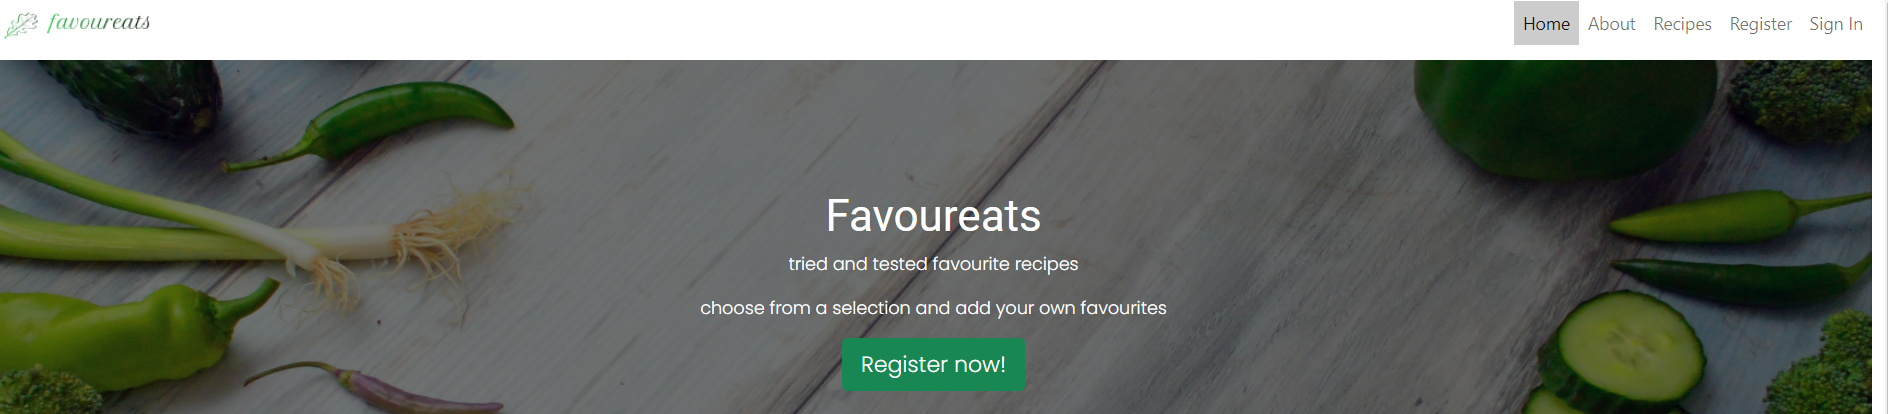 favoureats
Home About Recipes Register Sign In
Favoureats
tried and tested favourite recipes
choose from a selection and add your own favourites
Register now!